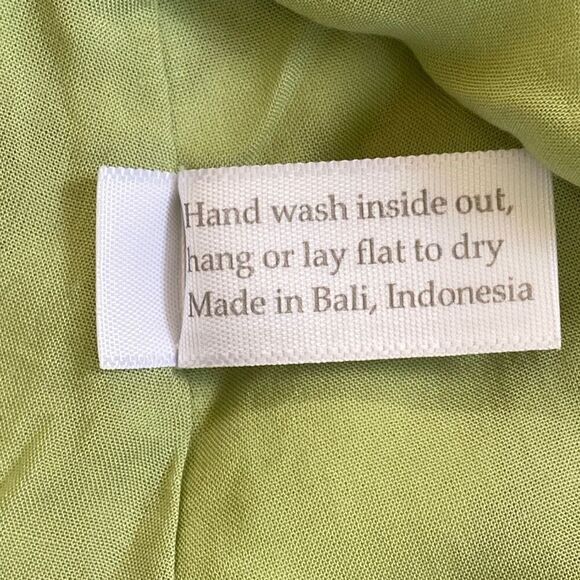 Hand wash inside out,
hang or lay flat to dry
Made in Bali, Indonesia